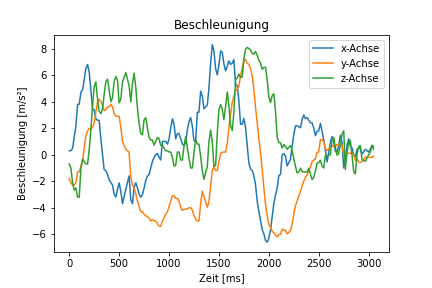 Beschleunigung
Beschleunigung [m/s²]
8
6
4
2
0
−2
−4
−6
x-Achse
y-Achse
z-Achse
0 500 1000 1500 2000 2500 3000
Zeit [ms]